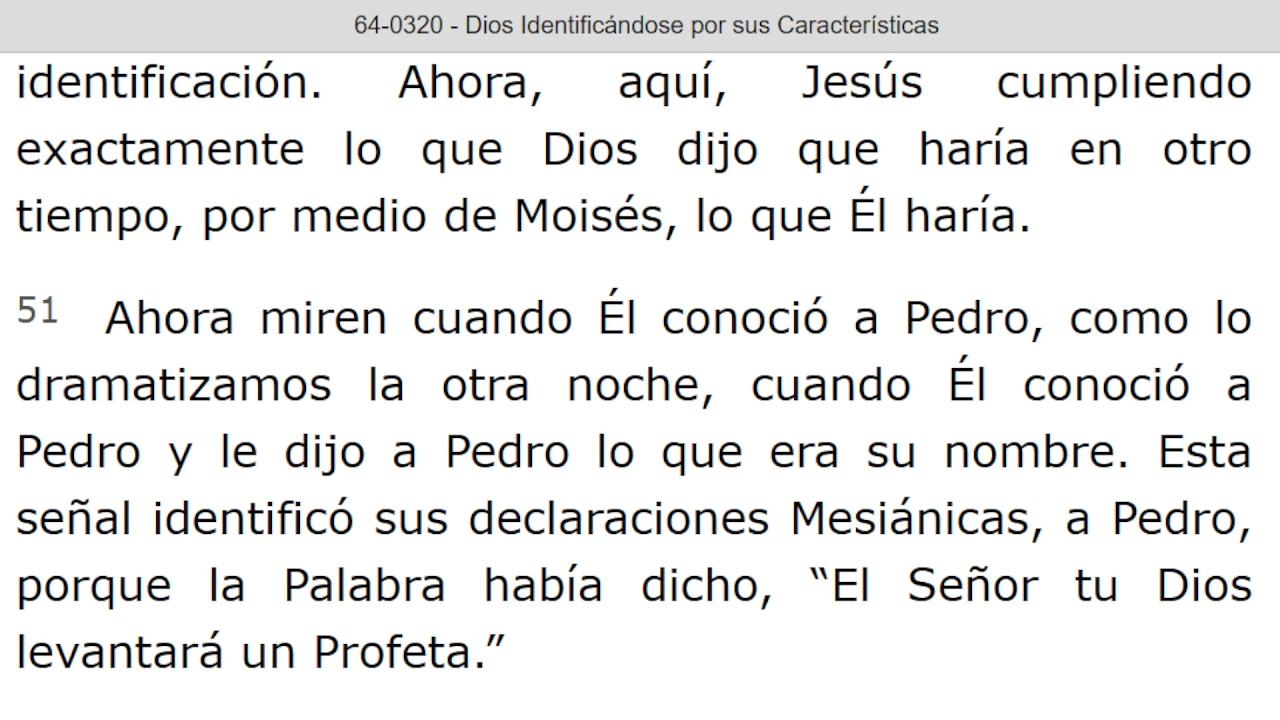 64-0320 - Dios Identificándose por sus Características
identificación. Ahora, aquí, Jesús cumpliendo
exactamente lo que Dios dijo que haría en otro
tiempo, por medio de Moisés, lo que Él haría.
51 Ahora miren cuando Él conoció a Pedro, como lo
dramatizamos la otra noche, cuando Él conoció a
Pedro y le dijo a Pedro lo que era su nombre. Esta
señal identificó sus declaraciones Mesiánicas, a Pedro,
porque la Palabra había dicho, “El Señor tu Dios
levantará un Profeta.”